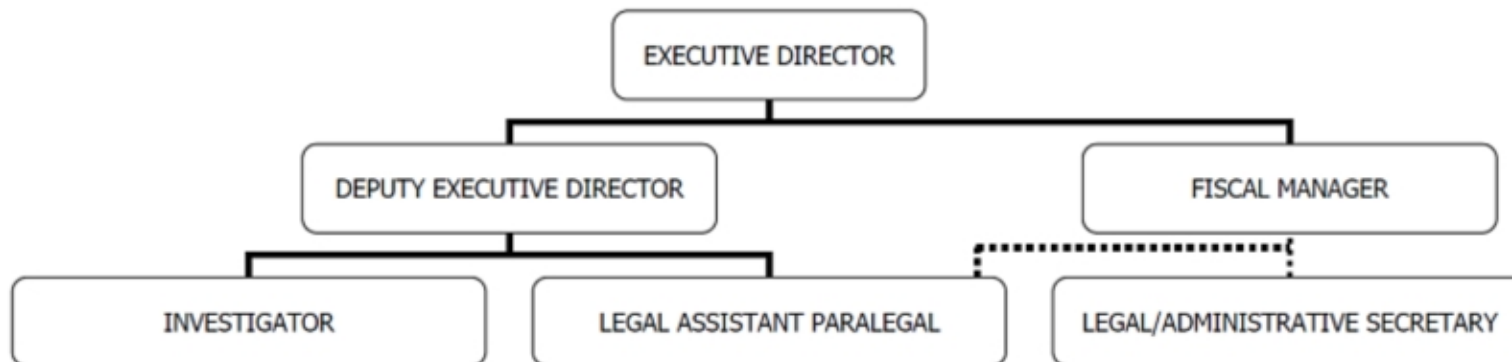 EXECUTIVE DIRECTOR
DEPUTY EXECUTIVE DIRECTOR
FISCAL MANAGER
INVESTIGATOR
LEGAL ASSISTANT PARALEGAL
LEGAL/ADMINISTRATIVE SECRETARY